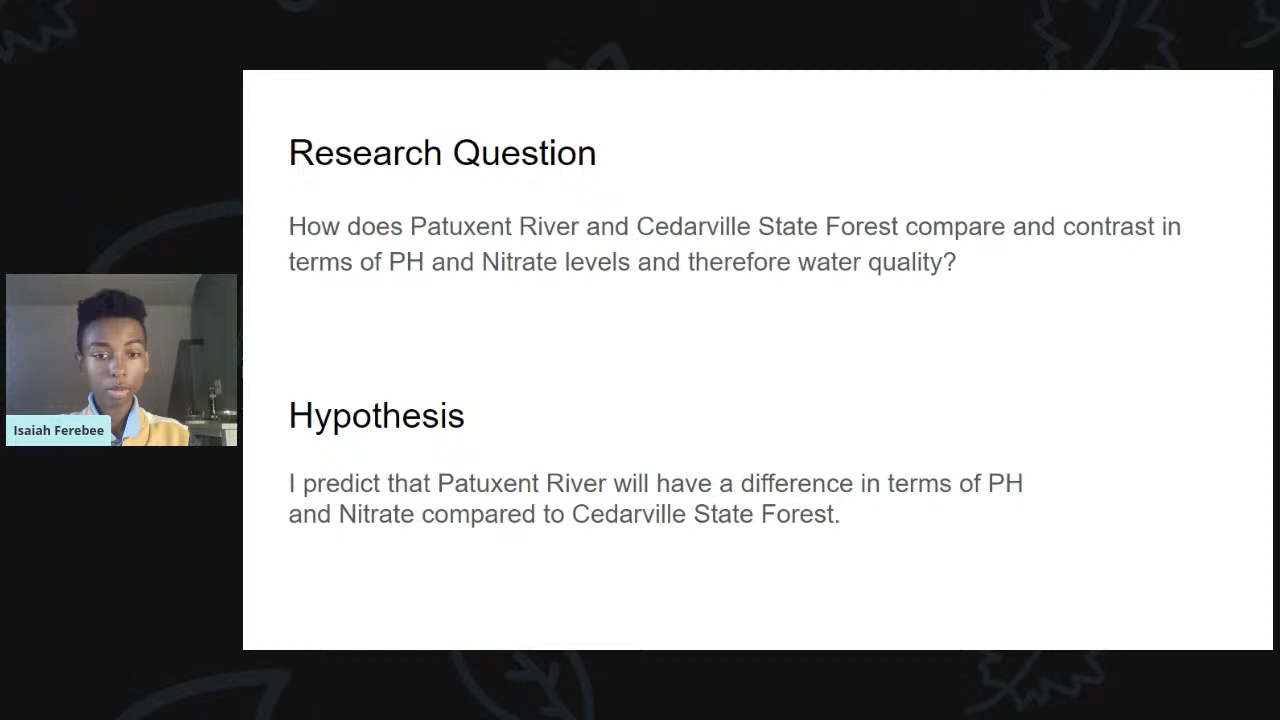 Research Question
How does Patuxent River and Cedarville State Forest compare and contrast in
terms of PH and Nitrate levels and therefore water quality?
Isaiah Ferebee
Hypothesis
I predict that Patuxent River will have a difference in terms of PH
and Nitrate compared to Cedarville State Forest.